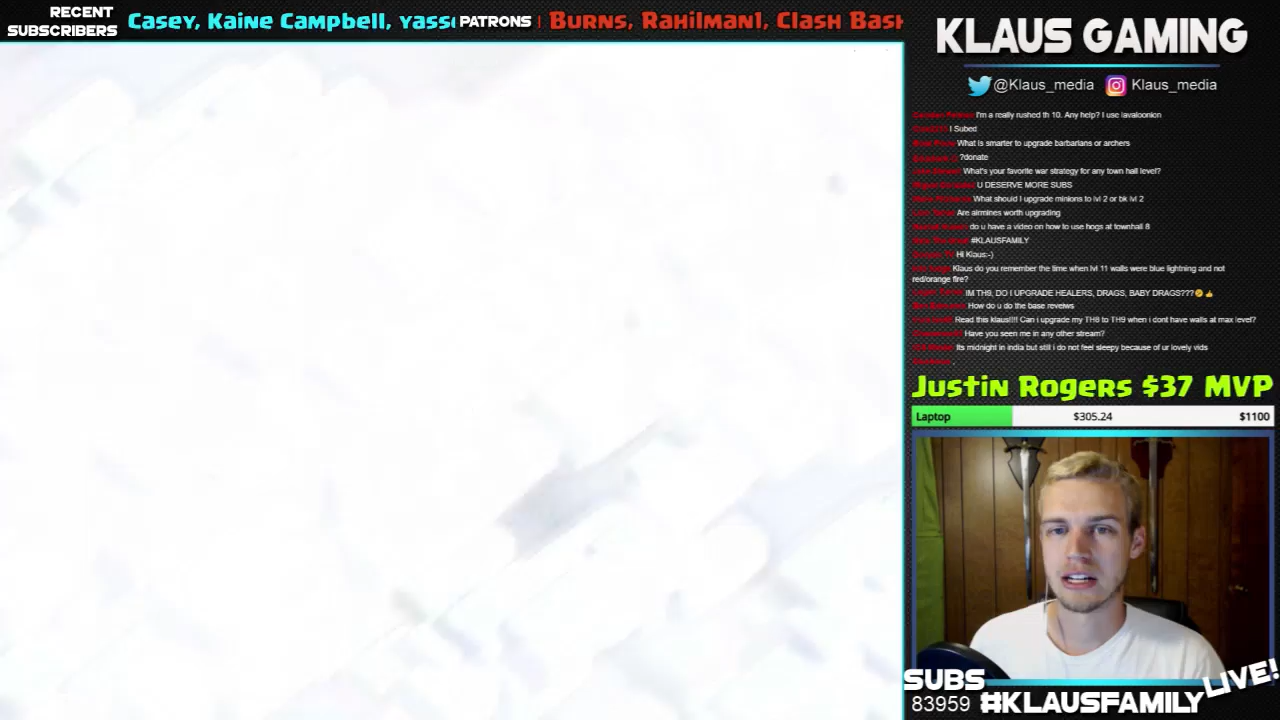 RECENT SUBSCRIBERS
Casey, Kaine Campbell, yass
PATRONS
Burns, Rahilman1, Clash Bash
KLAUS GAMING
@Klaus_media
Klaus_media
I'm a really rushed th 10. Any help? I use lavaloonion
I Subed
What is smarter to upgrade barbarians or archers
?donate
What's your favorite war strategy for any town hall level?
U DESERVE MORE SUBS
What should I upgrade minions to lvl 2 or bk lvl 2
Are airmines worth upgrading
do u have a video on how to use hogs at townhall 8
#KLAUSFAMILY
Hi Klaus:-)
Klaus do you remember the time when lvl 11 walls were blue lightning and not
red/orange fire?
IM TH9, DO I UPGRADE HEALERS, DRAGS, BABY DRAGS???🤣👍
How do u do the base reveiws
Read this klaus!!!! Can i upgrade my TH8 to TH9 when i dont have walls at max level?
Have you seen me in any other stream?
Its midnight in india but still i do not feel sleepy because of ur lovely vids
.
Justin Rogers $37 MVP
Laptop $305.24 $1100
SUBS
83959
#KLAUSFAMILY
LIVE!